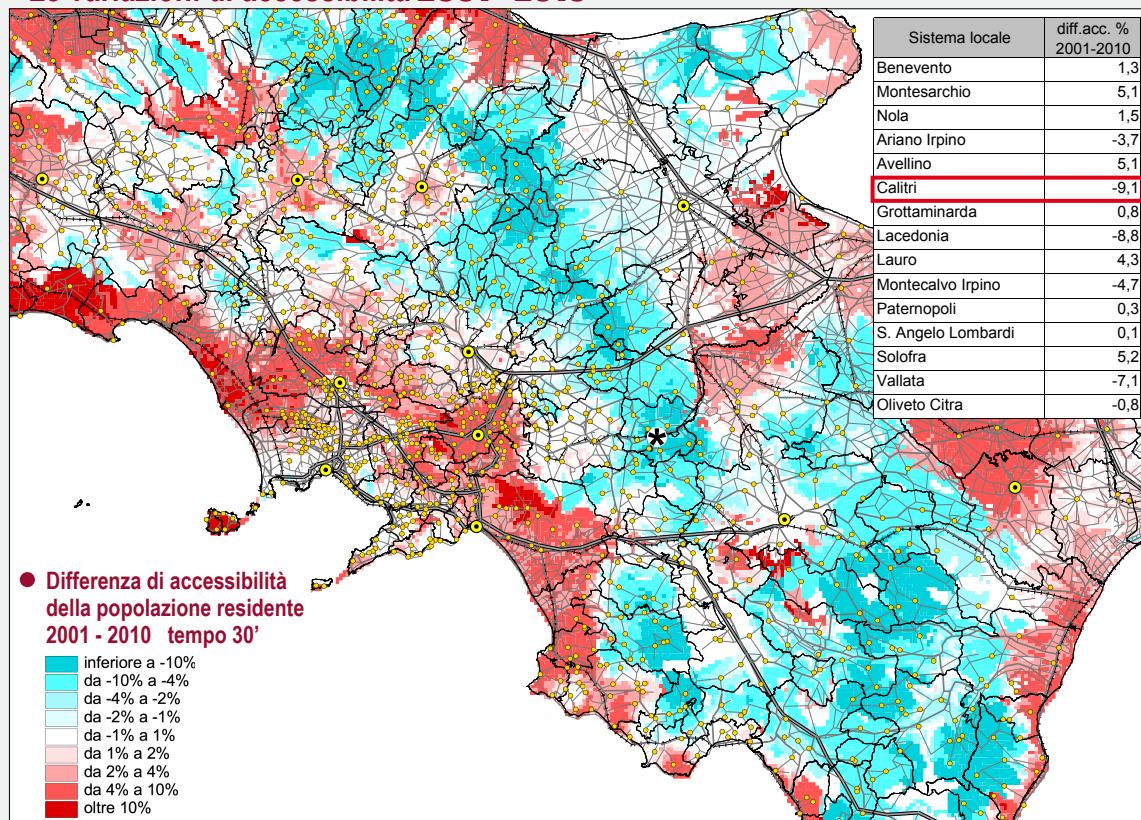 Sistema locale diff.acc. % 2001-2010
Benevento 1,3
Montesarchio 5,1
Nola 1,5
Ariano Irpino -3,7
Avellino 5,1
Calitri -9,1
Grottaminarda 0,8
Lacedonia -8,8
Lauro 4,3
Montecalvo Irpino -4,7
Paternopoli 0,3
S. Angelo Lombardi 0,1
Solofra 5,2
Vallata -7,1
Oliveto Citra -0,8
*
Differenza di accessibilità
della popolazione residente
2001 - 2010 tempo 30'
inferiore a -10%
da -10% a -4%
da -4% a -2%
da -2% a -1%
da -1% a 1%
da 1% a 2%
da 2% a 4%
da 4% a 10%
oltre 10%